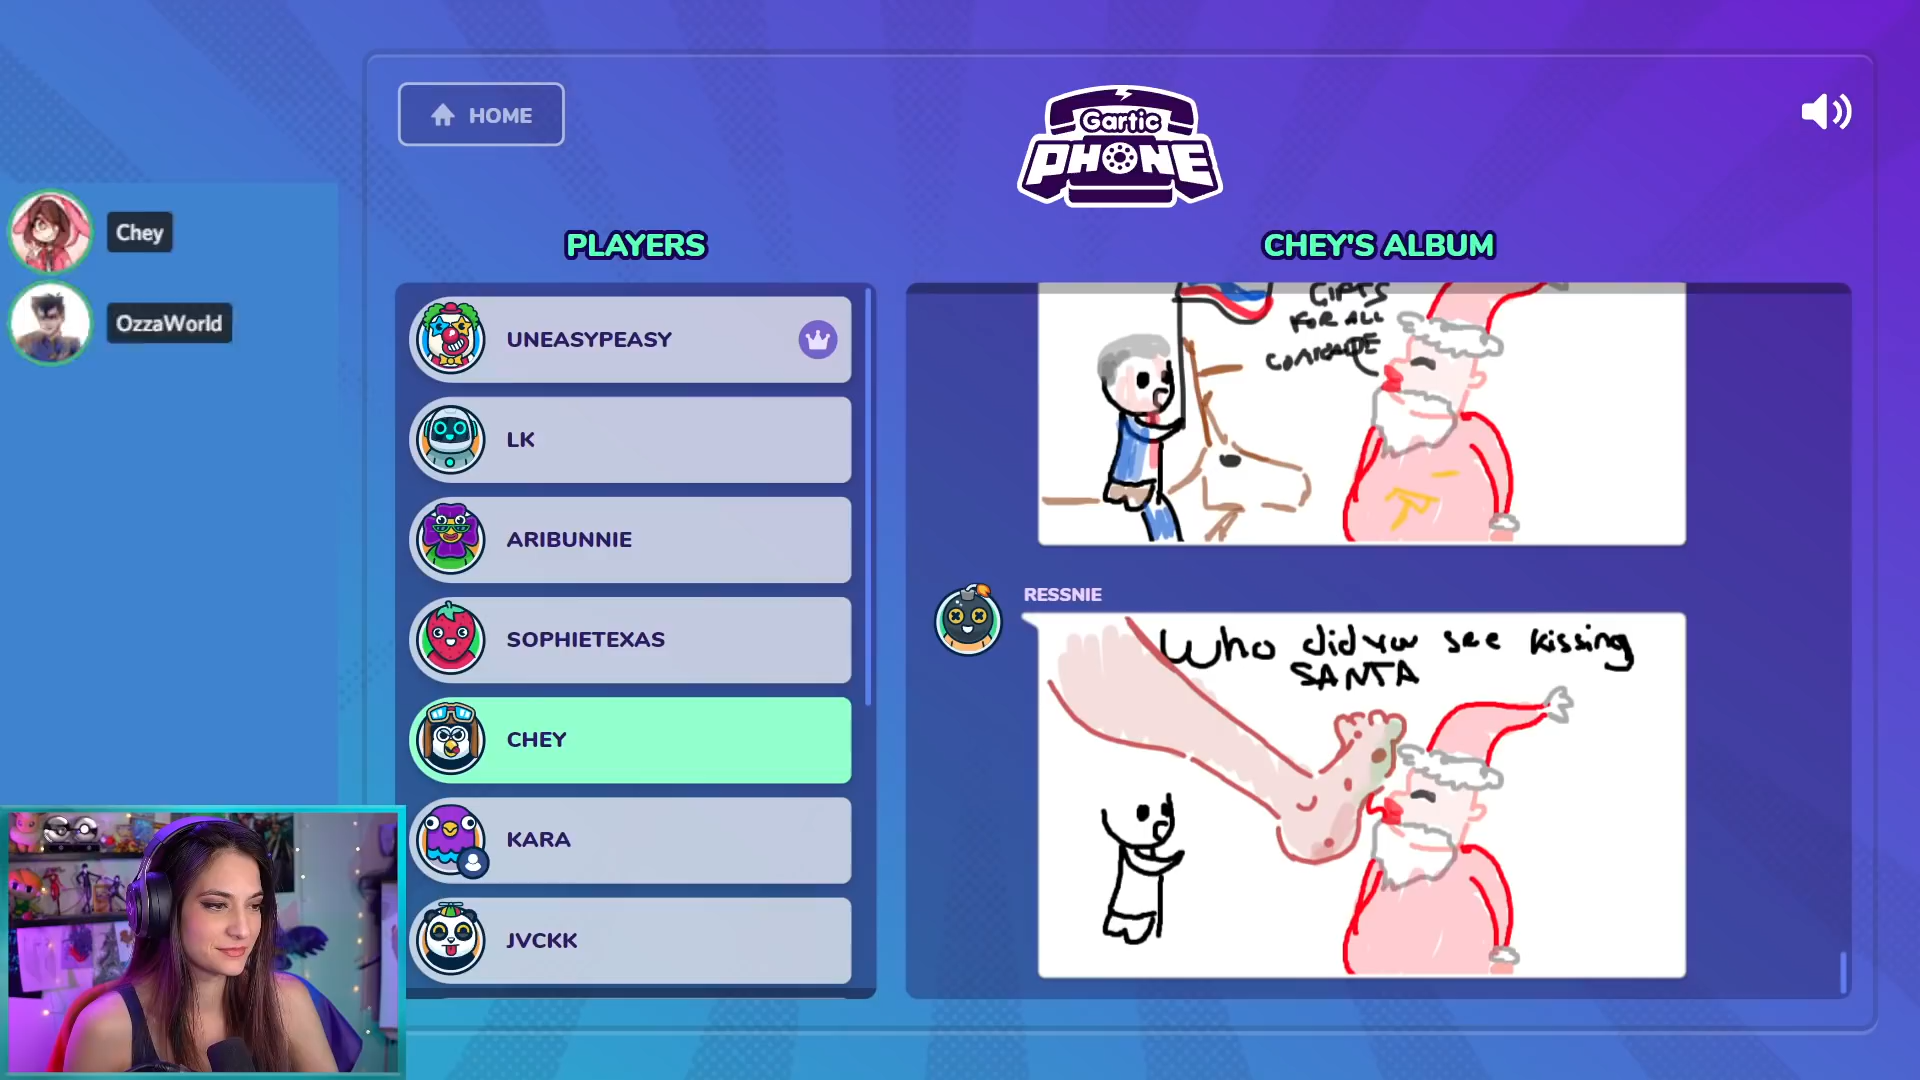 HOME
Gartic
PHONE
Chey
OzzaWorld
PLAYERS
UNEASYPEASY
LK
ARIBUNNIE
SOPHIETEXAS
CHEY
KARA
JVCKK
CHEY'S ALBUM
GIFTS
FOR ALL
COMRADE
RESSNIE
Who did you see kissing
SANTA